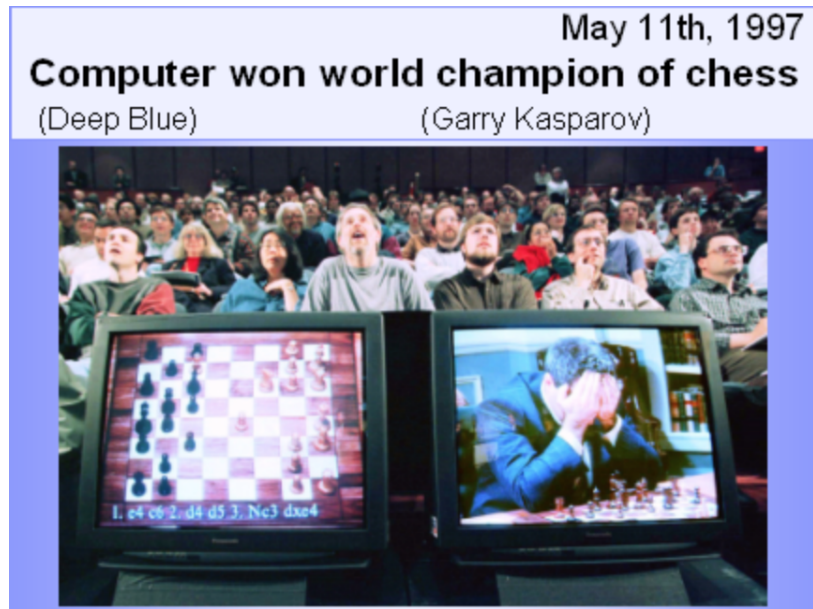 May 11th, 1997
Computer won world champion of chess
(Deep Blue) (Garry Kasparov)
1. e4 c6 2. d4 d5 3. Nc3 dxe4
Panasonic